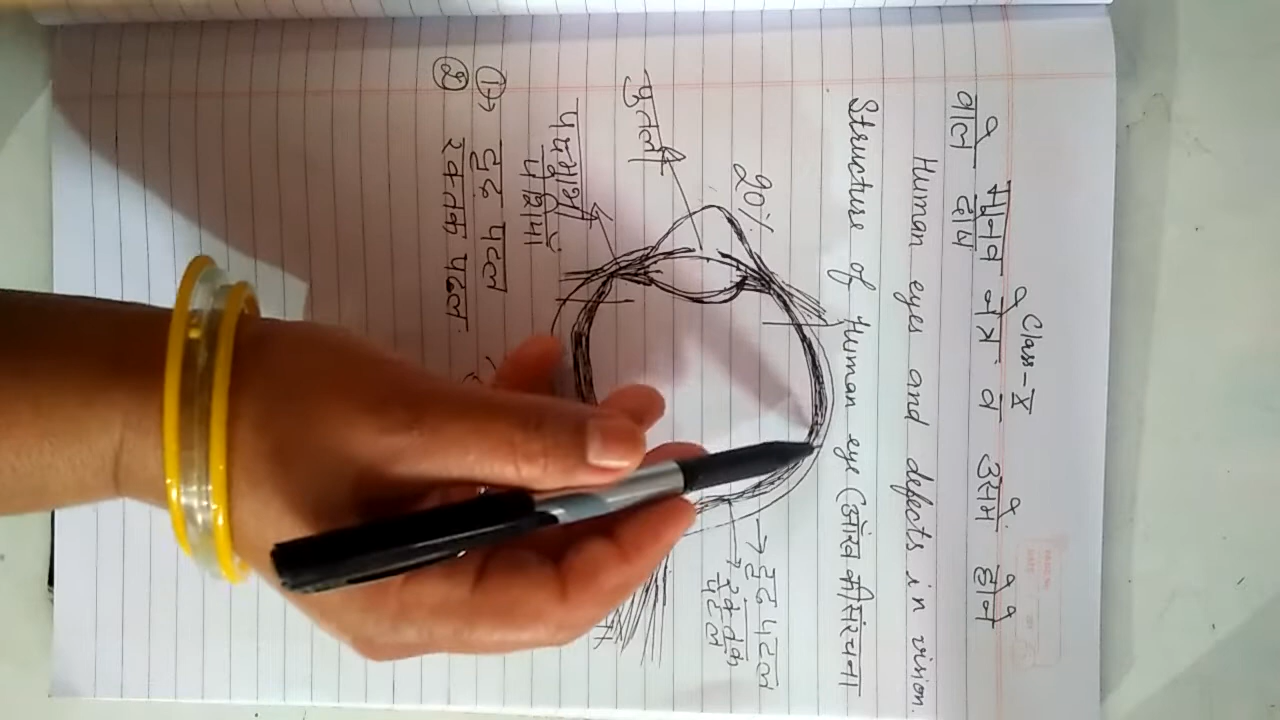 Class-X
मानव नेत्र व उसमें होने
वाले दोष
Human eyes and defects in vision.
Structure of Human eye (आँख की संरचना
20%
पुतली
पक्ष्माभी
पेशियां
→ दृढ़ पटल
→ रक्तक
पटल
① → दृढ़ पटल
② रक्तक पटल